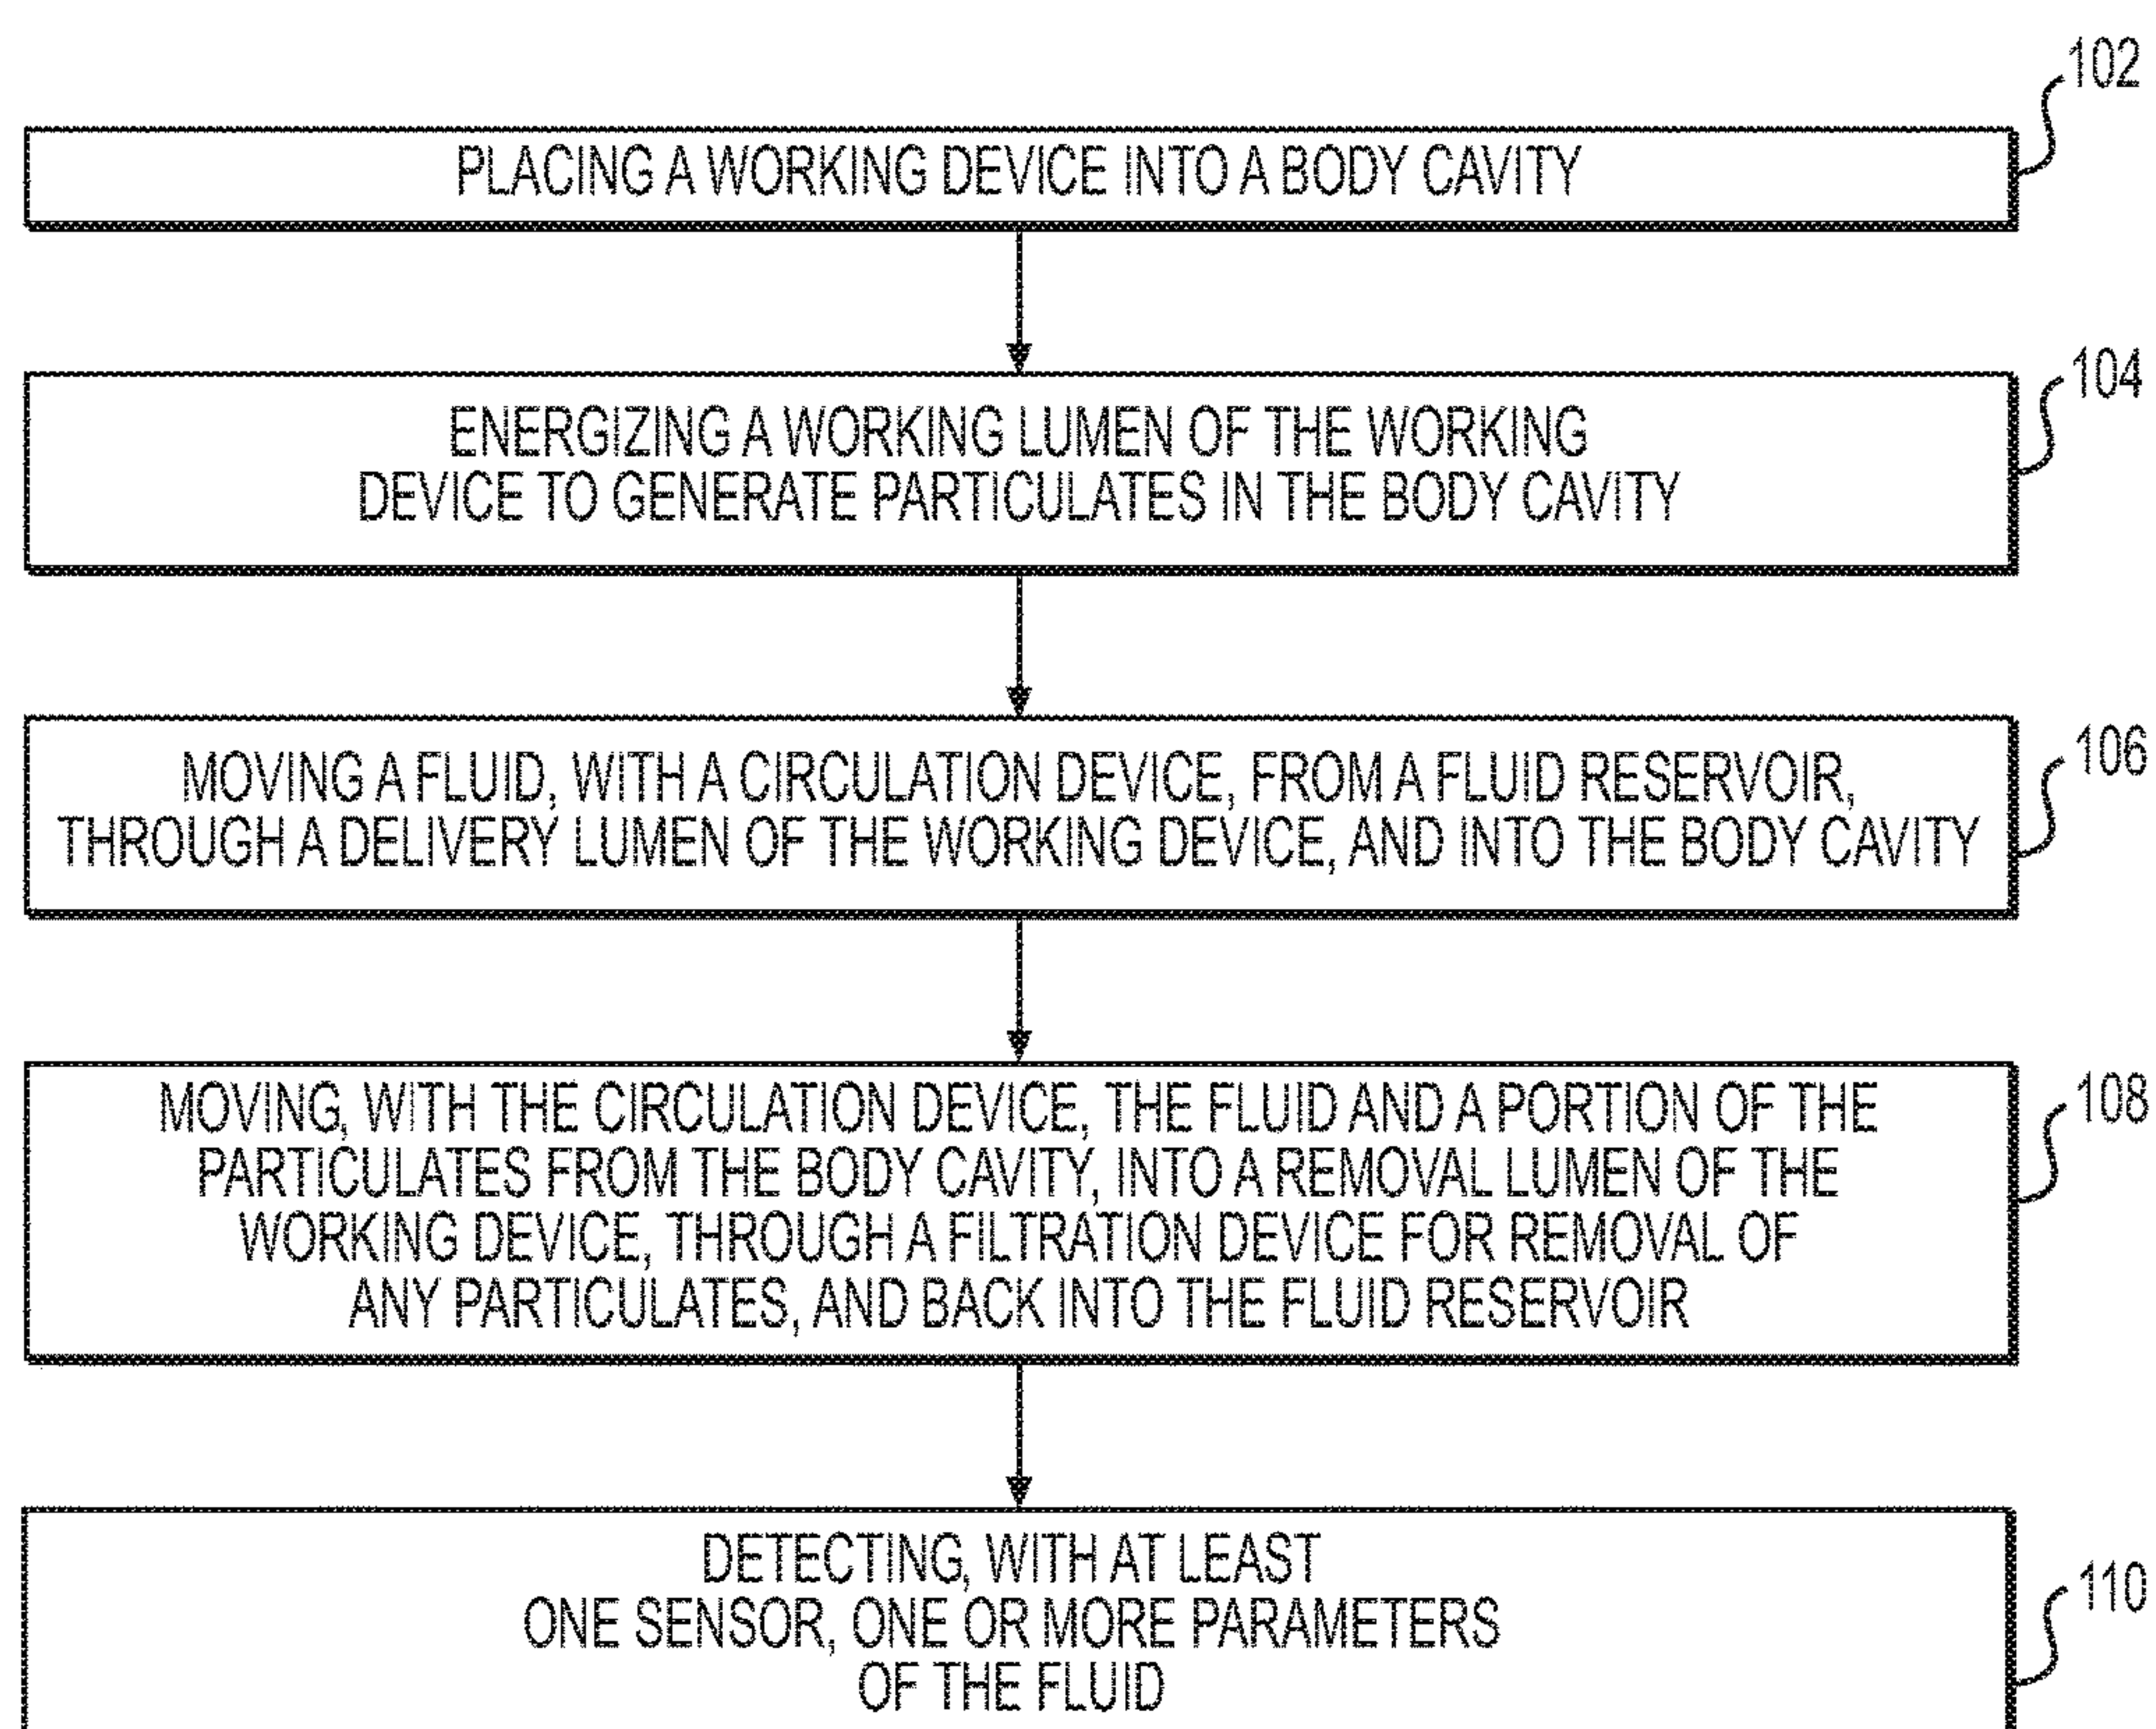 102
PLACING A WORKING DEVICE INTO A BODY CAVITY
104
ENERGIZING A WORKING LUMEN OF THE WORKING
DEVICE TO GENERATE PARTICULATES IN THE BODY CAVITY
106
MOVING A FLUID, WITH A CIRCULATION DEVICE, FROM A FLUID RESERVOIR,
THROUGH A DELIVERY LUMEN OF THE WORKING DEVICE, AND INTO THE BODY CAVITY
108
MOVING, WITH THE CIRCULATION DEVICE, THE FLUID AND A PORTION OF THE
PARTICULATES FROM THE BODY CAVITY, INTO A REMOVAL LUMEN OF THE
WORKING DEVICE, THROUGH A FILTRATION DEVICE FOR REMOVAL OF
ANY PARTICULATES, AND BACK INTO THE FLUID RESERVOIR
110
DETECTING, WITH AT LEAST
ONE SENSOR, ONE OR MORE PARAMETERS
OF THE FLUID